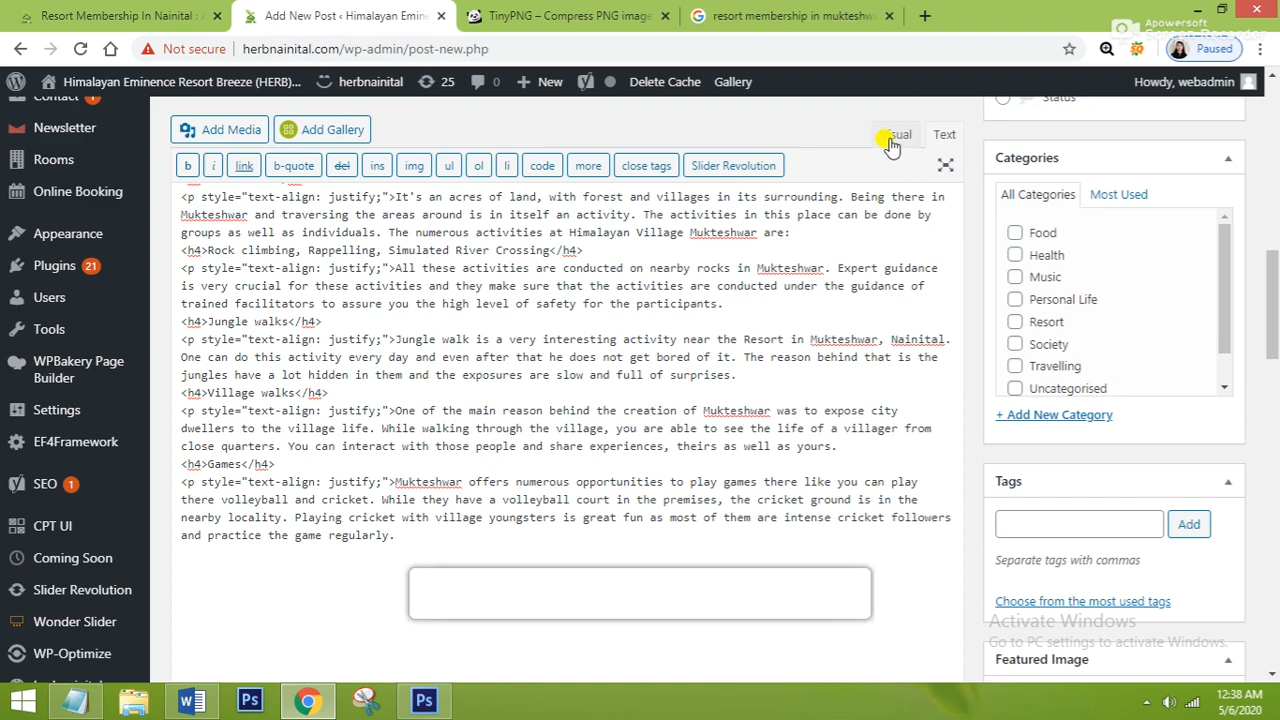 Resort Membership In Nainital : A
Add New Post ‹ Himalayan Emine
TinyPNG – Compress PNG image
resort membership in mukteshwa
Apowersoft
Screen Recorder
Not secure
herbnainital.com/wp-admin/post-new.php
Paused
Himalayan Eminence Resort Breeze (HERB)...
herbnainital
25
0
New
Delete Cache
Gallery
Howdy, webadmin
Contact
Newsletter
Rooms
Online Booking
Appearance
Plugins 21
Users
Tools
WPBakery Page
Builder
Settings
EF4Framework
SEO 1
CPT UI
Coming Soon
Slider Revolution
Wonder Slider
WP-Optimize
Add Media
Add Gallery
Text
b
i
link
b-quote
del
ins
img
ul
ol
li
code
more
close tags
Slider Revolution
<p style="text-align: justify;">It's an acres of land, with forest and villages in its surrounding. Being there in
Mukteshwar and traversing the areas around is in itself an activity. The activities in this place can be done by
groups as well as individuals. The numerous activities at Himalayan Village Mukteshwar are:
<h4>Rock climbing, Rappelling, Simulated River Crossing</h4>
<p style="text-align: justify;">All these activities are conducted on nearby rocks in Mukteshwar. Expert guidance
is very crucial for these activities and they make sure that the activities are conducted under the guidance of
trained facilitators to assure you the high level of safety for the participants.
<h4>Jungle walks</h4>
<p style="text-align: justify;">Jungle walk is a very interesting activity near the Resort in Mukteshwar, Nainital.
One can do this activity every day and even after that he does not get bored of it. The reason behind that is the
jungles have a lot hidden in them and the exposures are slow and full of surprises.
<h4>Village walks</h4>
<p style="text-align: justify;">One of the main reason behind the creation of Mukteshwar was to expose city
dwellers to the village life. While walking through the village, you are able to see the life of a villager from
close quarters. You can interact with those people and share experiences, theirs as well as yours.
<h4>Games</h4>
<p style="text-align: justify;">Mukteshwar offers numerous opportunities to play games there like you can play
there volleyball and cricket. While they have a volleyball court in the premises, the cricket ground is in the
nearby locality. Playing cricket with village youngsters is great fun as most of them are intense cricket followers
and practice the game regularly.
Status
Categories
All Categories
Most Used
Food
Health
Music
Personal Life
Resort
Society
Travelling
Uncategorised
+ Add New Category
Tags
Add
Separate tags with commas
Choose from the most used tags
Activate Windows
Go to PC settings to activate Windows.
Featured Image
12:38 AM
5/6/2020